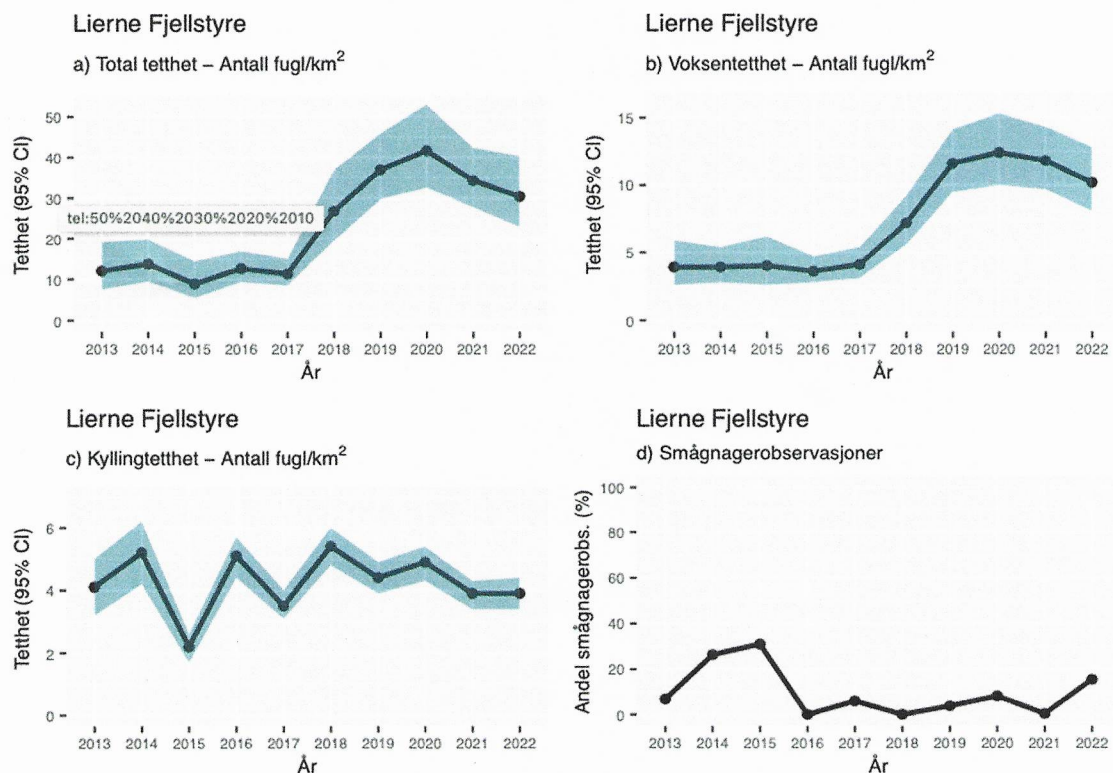 Lierne Fjellstyre
a) Total tetthet – Antall fugl/km²
Tetthet (95% CI)
50
40
30
20
10
0
tel:50%2040%2030%2020%2010
2013 2014 2015 2016 2017 2018 2019 2020 2021 2022
År
Lierne Fjellstyre
b) Voksentetthet – Antall fugl/km²
Tetthet (95% CI)
15
10
5
0
2013 2014 2015 2016 2017 2018 2019 2020 2021 2022
År
Lierne Fjellstyre
c) Kyllingtetthet – Antall fugl/km²
Tetthet (95% CI)
6
4
2
0
2013 2014 2015 2016 2017 2018 2019 2020 2021 2022
År
Lierne Fjellstyre
d) Smågnagerobservasjoner
Andel smågnagerobs. (%)
100
80
60
40
20
0
2013 2014 2015 2016 2017 2018 2019 2020 2021 2022
År